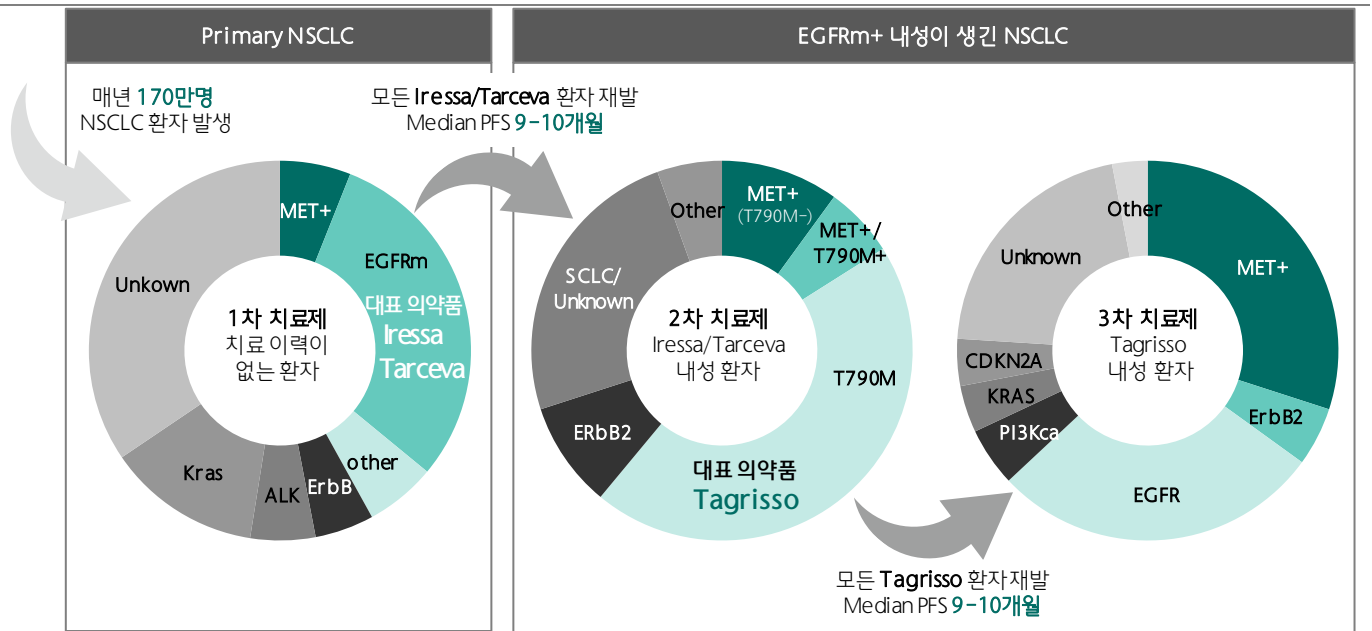 Primary NSCLC
매년 170만명
NSCLC 환자 발생
MET+
EGFRm
대표 의약품
Iressa
Tarceva
other
ErbB
ALK
Kras
Unkown
1차 치료제
치료 이력이
없는 환자
EGFRm+ 내성이 생긴 NSCLC
모든 Iressa/Tarceva 환자 재발
Median PFS 9-10개월
MET+
(T790M-)
MET+/
T790M+
T790M
대표 의약품
Tagrisso
ERbB2
SCLC/
Unknown
Other
2차 치료제
Iressa/Tarceva
내성 환자
모든 Tagrisso 환자 재발
Median PFS 9-10개월
MET+
ErbB2
EGFR
PI3Kca
KRAS
CDKN2A
Unknown
Other
3차 치료제
Tagrisso
내성 환자